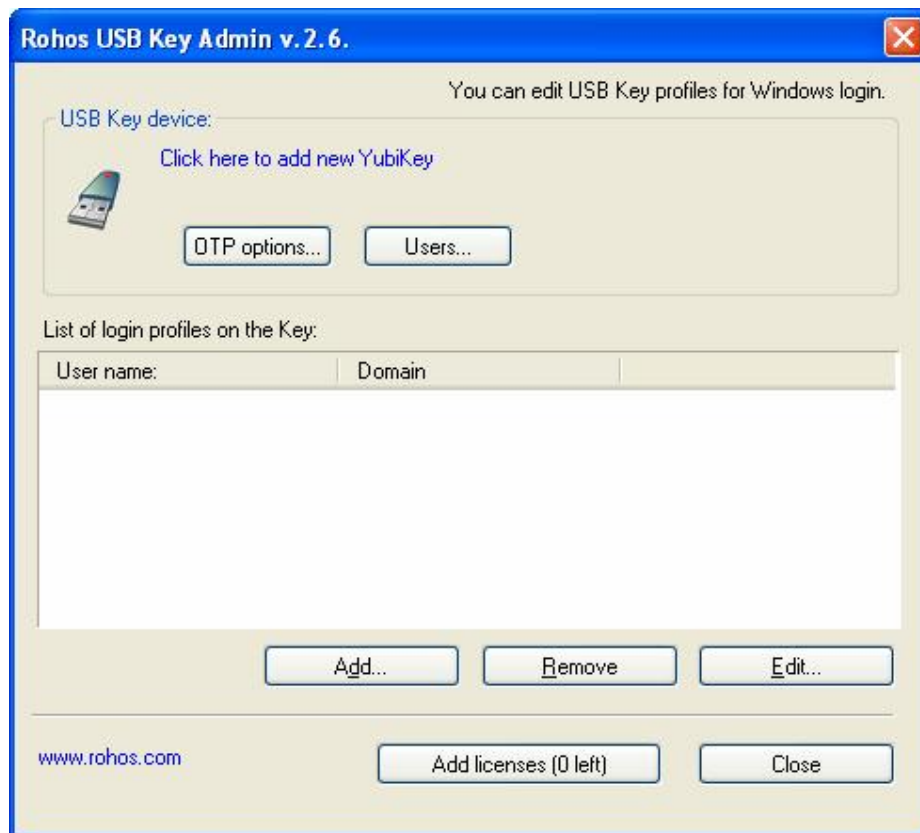 Rohos USB Key Admin v.2.6.
You can edit USB Key profiles for Windows login.
USB Key device:
Click here to add new YubiKey
OTP options... Users...
List of login profiles on the Key:
User name: Domain
Add... Remove Edit...
www.rohos.com Add licenses (0 left) Close